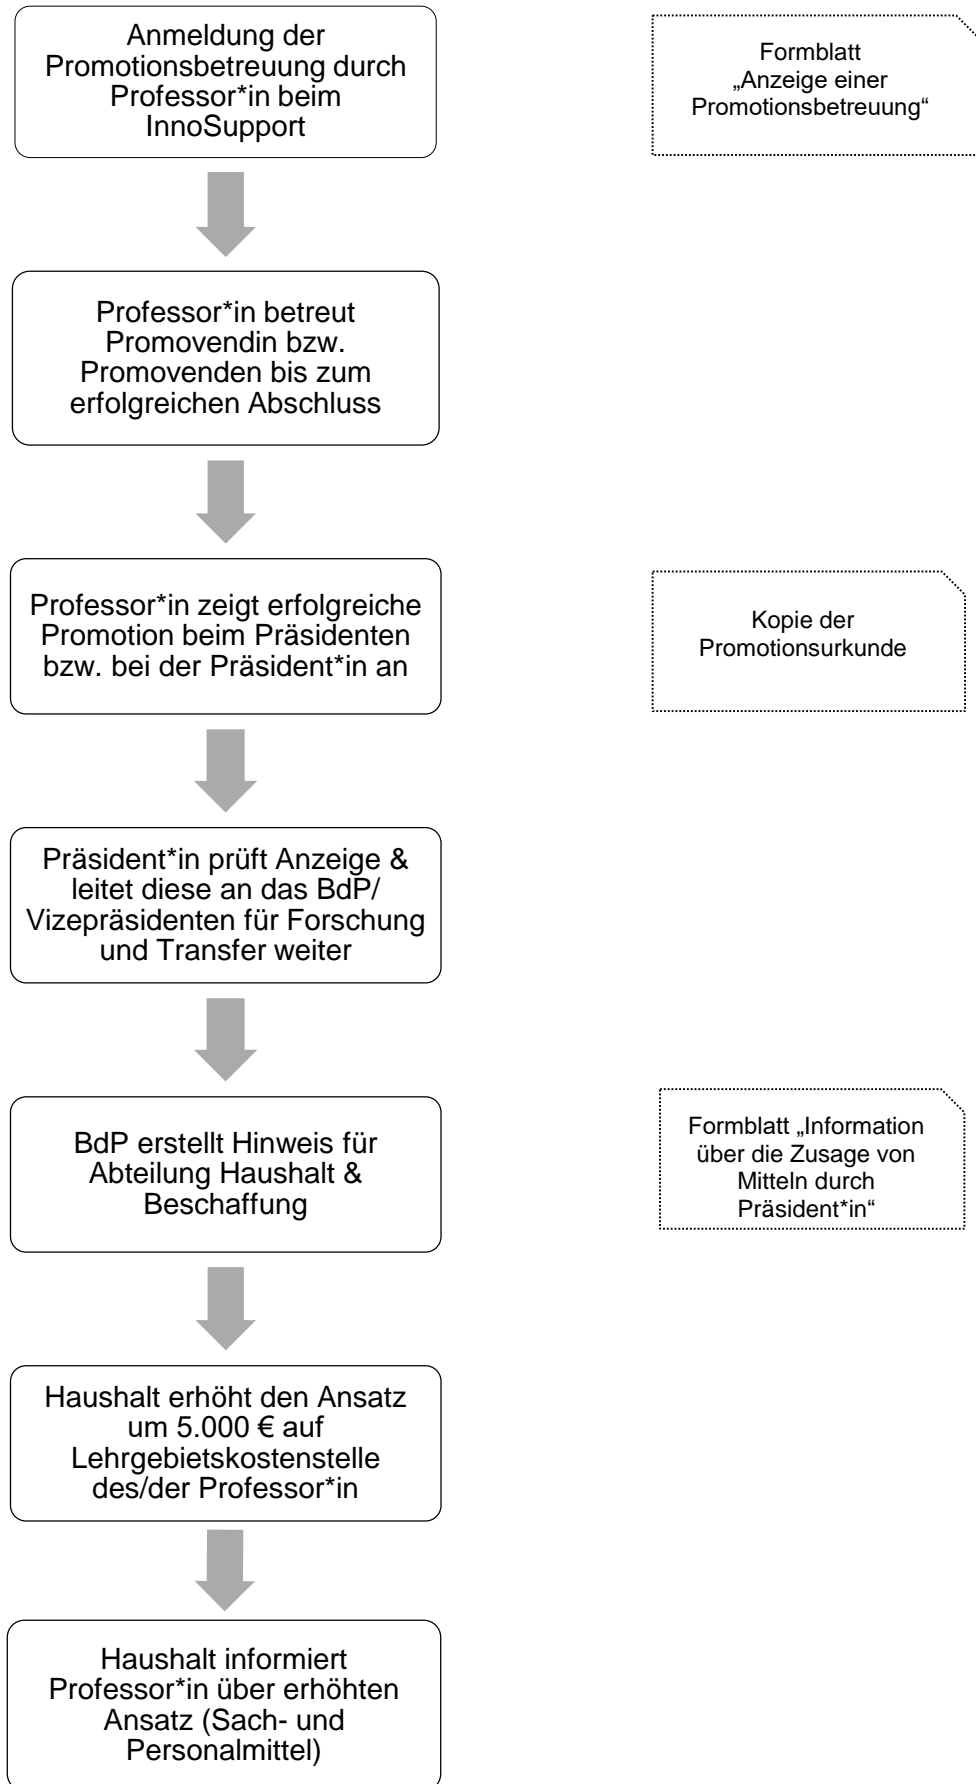 Anmeldung der
Promotionsbetreuung durch
Professor*in beim
InnoSupport
Formblatt
„Anzeige einer
Promotionsbetreuung“
Professor*in betreut
Promovendin bzw.
Promovenden bis zum
erfolgreichen Abschluss
Professor*in zeigt erfolgreiche
Promotion beim Präsidenten
bzw. bei der Präsident*in an
Kopie der
Promotionsurkunde
Präsident*in prüft Anzeige &
leitet diese an das BdP/
Vizepräsidenten für Forschung
und Transfer weiter
BdP erstellt Hinweis für
Abteilung Haushalt &
Beschaffung
Formblatt „Information
über die Zusage von
Mitteln durch
Präsident*in“
Haushalt erhöht den Ansatz
um 5.000 € auf
Lehrgebietskostenstelle
des/der Professor*in
Haushalt informiert
Professor*in über erhöhten
Ansatz (Sach- und
Personalmittel)